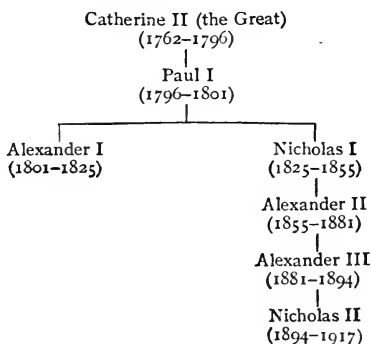 Catherine II (the Great)
(1762–1796)
Paul I
(1796–1801)
Alexander I
(1801–1825)
Nicholas I
(1825–1855)
Alexander II
(1855–1881)
Alexander III
(1881–1894)
Nicholas II
(1894–1917)